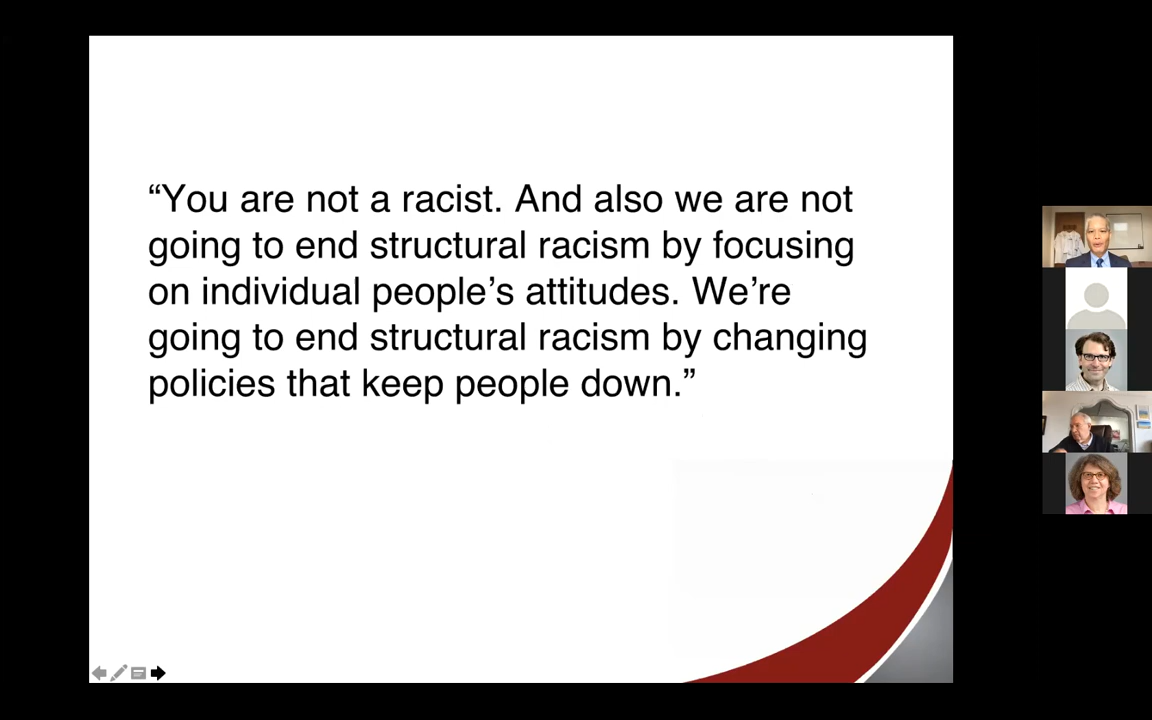 “You are not a racist. And also we are not
going to end structural racism by focusing
on individual people’s attitudes. We’re
going to end structural racism by changing
policies that keep people down.”